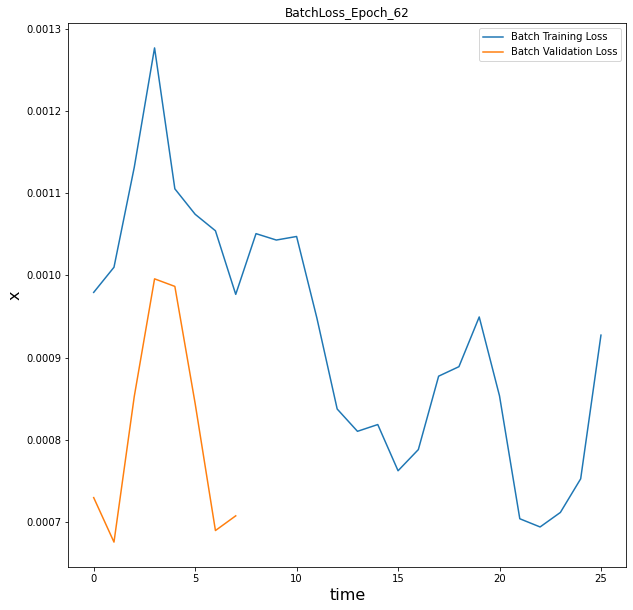 BatchLoss_Epoch_62
Batch Training Loss
Batch Validation Loss
0.0013
0.0012
0.0011
0.0010
0.0009
0.0008
0.0007
x
0 5 10 15 20 25
time